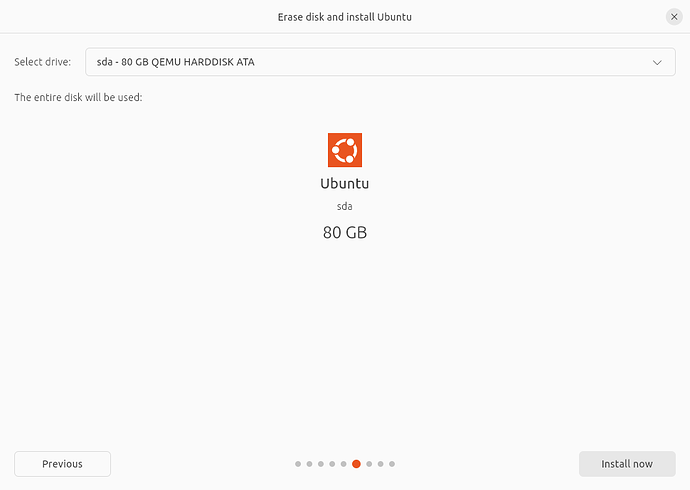 Erase disk and install Ubuntu
Select drive: sda - 80 GB QEMU HARDDISK ATA
The entire disk will be used:
Ubuntu
sda
80 GB
Previous Install now